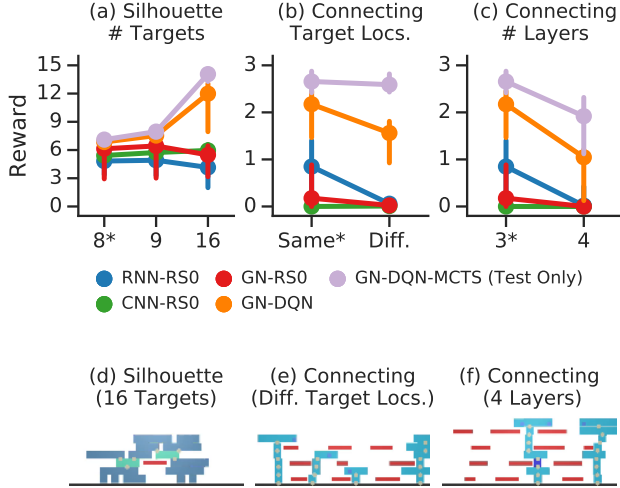 (a) Silhouette
# Targets
(b) Connecting
Target Locs.
(c) Connecting
# Layers
Reward
15
12
9
6
3
0
8* 9 16
3
2
1
0
Same* Diff.
3
2
1
0
3* 4
RNN-RS0 GN-RS0 GN-DQN-MCTS (Test Only)
CNN-RS0 GN-DQN
(d) Silhouette
(16 Targets)
(e) Connecting
(Diff. Target Locs.)
(f) Connecting
(4 Layers)